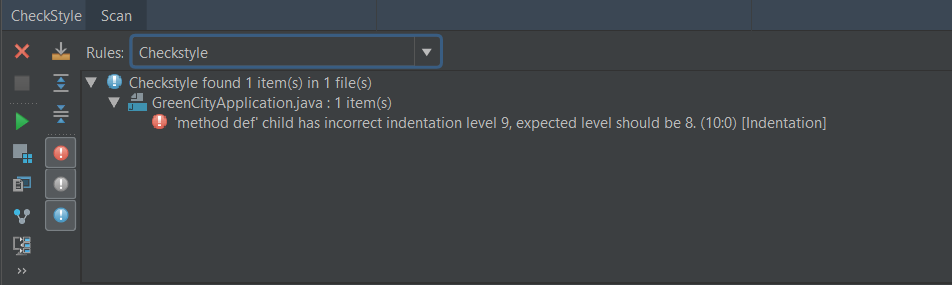 CheckStyle Scan
Rules: Checkstyle
Checkstyle found 1 item(s) in 1 file(s)
GreenCityApplication.java : 1 item(s)
'method def' child has incorrect indentation level 9, expected level should be 8. (10:0) [Indentation]